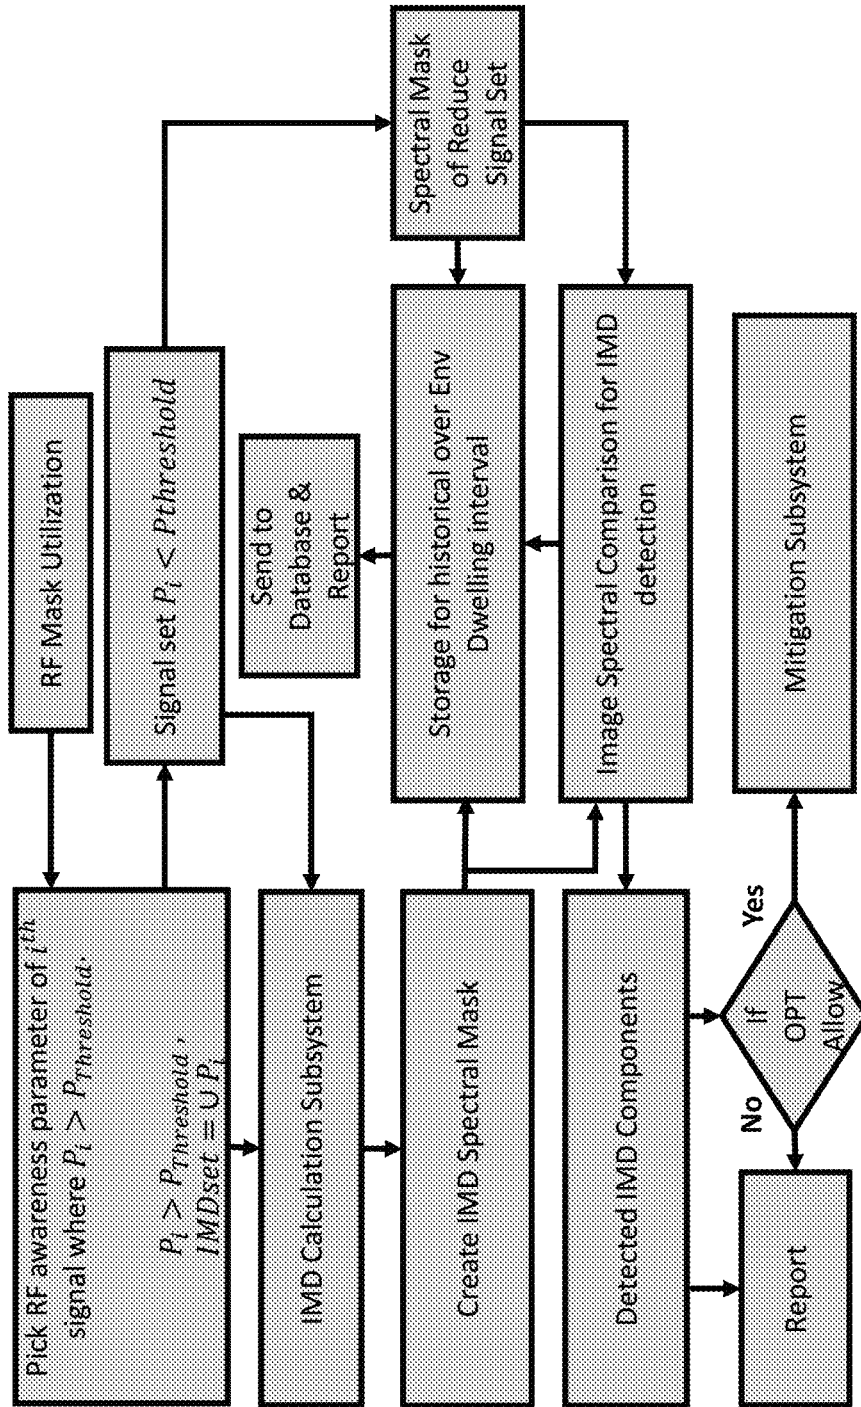 RF Mask Utilization
Pick RF awareness parameter of i^th
signal where P_i > P_Threshold,
P_i > P_Threshold,
IMDset = ∪ P_i
Signal set P_i < Pthreshold
IMD Calculation Subsystem
Send to
Database &
Report
Create IMD Spectral Mask
Storage for historical over Env
Dwelling interval
Spectral Mask
of Reduce
Signal Set
Detected IMD Components
Image Spectral Comparison for IMD
detection
Report
No
If
OPT
Allow
Yes
Mitigation Subsystem